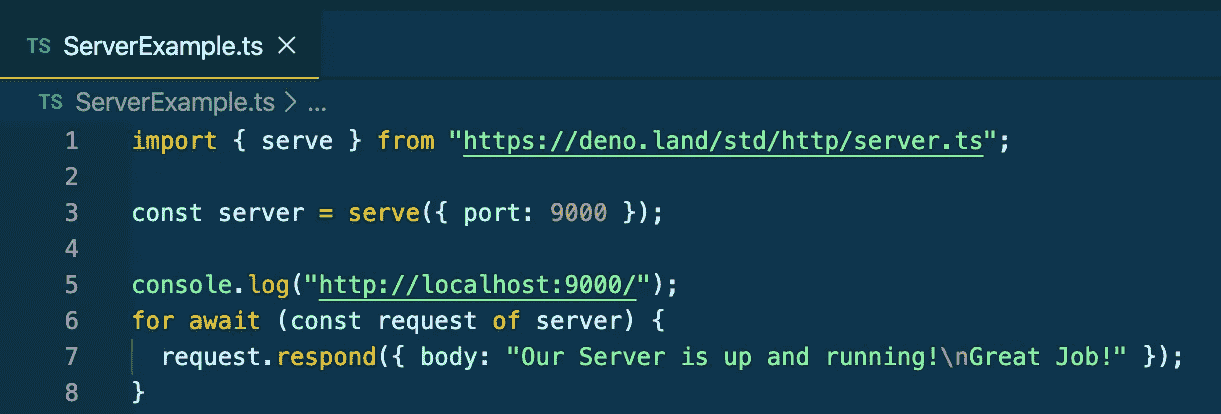 TS ServerExample.ts ×
TS ServerExample.ts > ...
1 import { serve } from "https://deno.land/std/http/server.ts";
2
3 const server = serve({ port: 9000 });
4
5 console.log("http://localhost:9000/");
6 for await (const request of server) {
7   request.respond({ body: "Our Server is up and running!\nGreat Job!" });
8 }